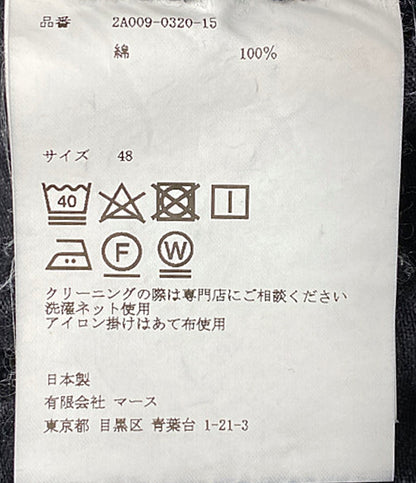 品番 2A009-0320-15
綿 100%
サイズ 48
40
F W
クリーニングの際は専門店にご相談ください
洗濯ネット使用
アイロン掛けはあて布使用
日本製
有限会社 マース
東京都 目黒区 青葉台 1-21-3